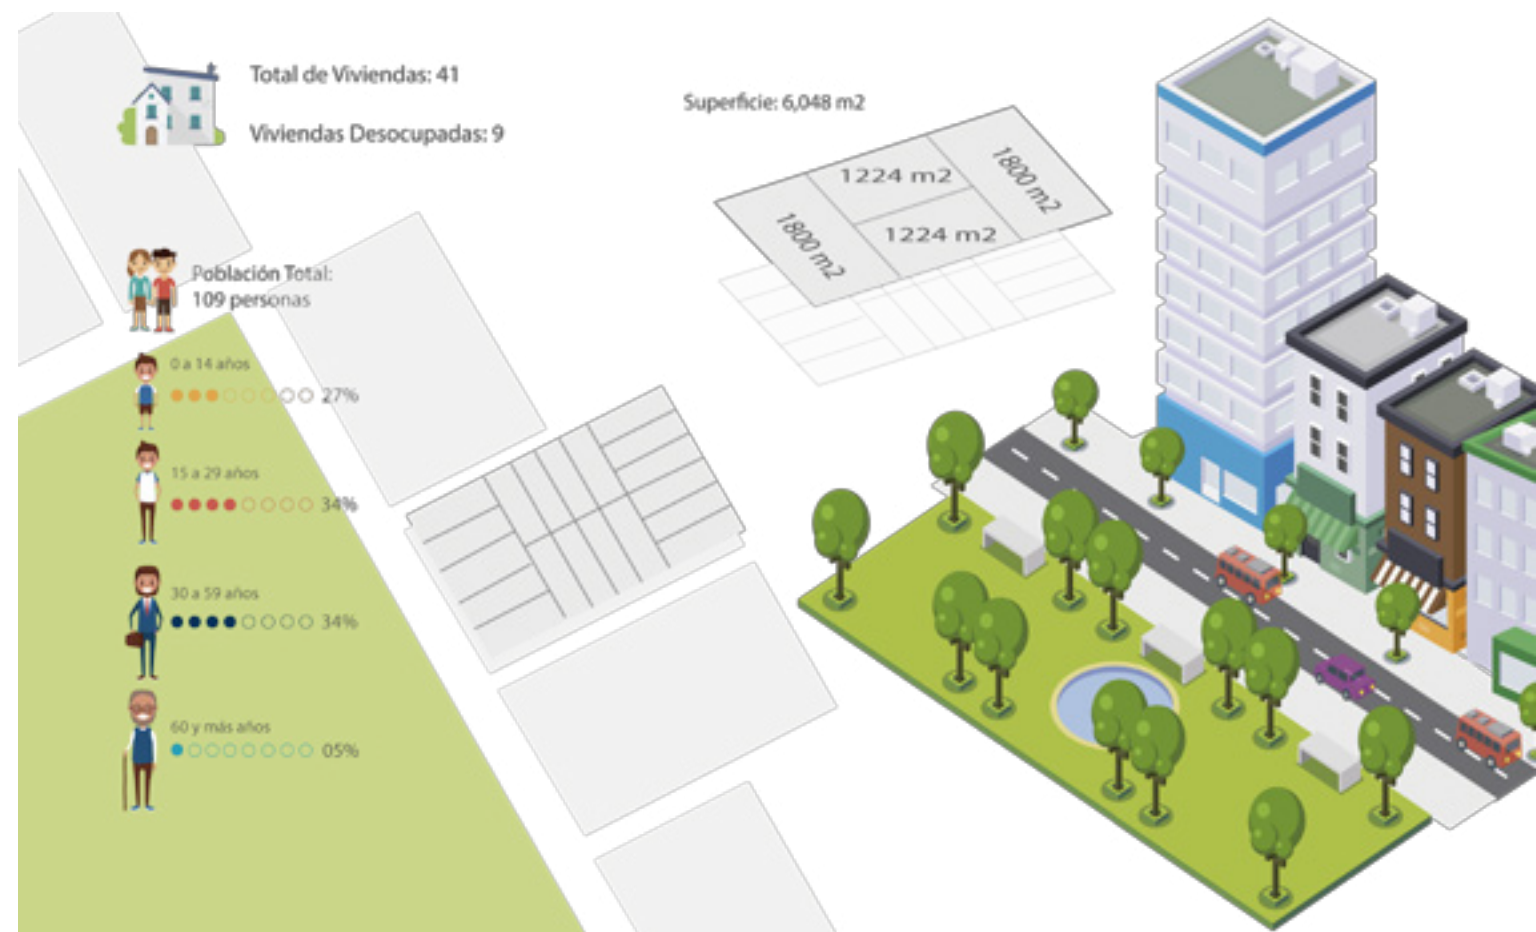 Total de Viviendas: 41
Viviendas Desocupadas: 9
Superficie: 6,048 m2
1224 m2
1800 m2
1800 m2
1224 m2
Población Total:
109 personas
0 a 14 años
27%
15 a 29 años
34%
30 a 59 años
34%
60 y más años
05%